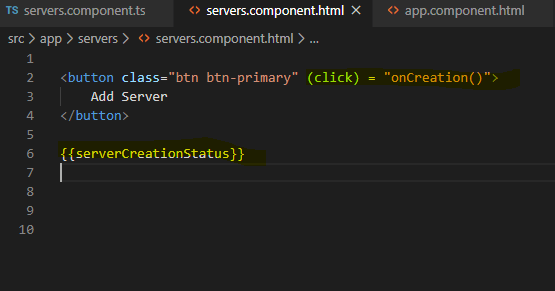 TS servers.component.ts <> servers.component.html × <> app.component.html
src > app > servers > <> servers.component.html > ...
1
2 <button class="btn btn-primary" (click) = "onCreation()">
3 Add Server
4 </button>
5
6 {{serverCreationStatus}}
7
8
9
10